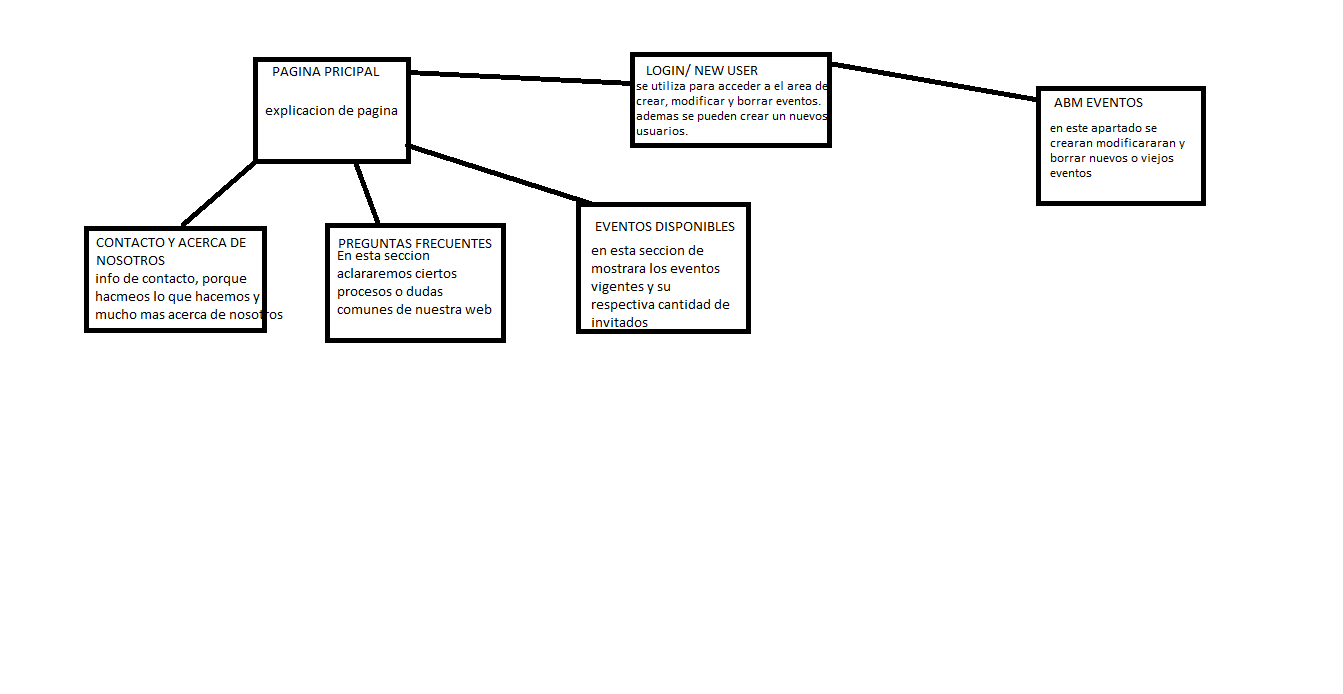 PAGINA PRICIPAL
explicacion de pagina
LOGIN/ NEW USER
se utiliza para acceder a el area de
crear, modificar y borrar eventos.
ademas se pueden crear un nuevos
usuarios.
ABM EVENTOS
en este apartado se
crearan modificararan y
borrar nuevos o viejos
eventos
CONTACTO Y ACERCA DE
NOSOTROS
info de contacto, porque
hacmeos lo que hacemos y
mucho mas acerca de nosotros
PREGUNTAS FRECUENTES
En esta seccion
aclararemos ciertos
procesos o dudas
comunes de nuestra web
EVENTOS DISPONIBLES
en esta seccion de
mostrara los eventos
vigentes y su
respectiva cantidad de
invitados